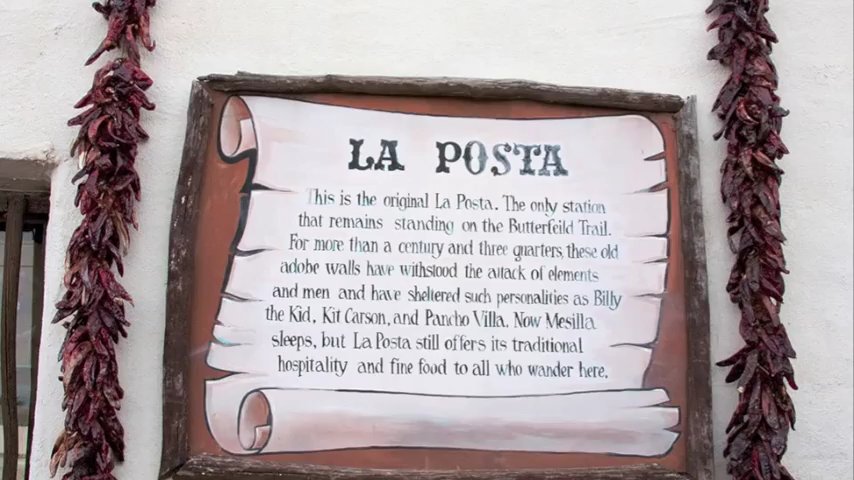 LA POSTA
This is the original La Posta. The only station
that remains standing on the Butterfeild Trail.
For more than a century and three quarters, these old
adobe walls have withstood the attack of elements
and men and have sheltered such personalities as Billy
the Kid, Kit Carson, and Pancho Villa. Now Mesilla
sleeps, but La Posta still offers its traditional
hospitality and fine food to all who wander here.